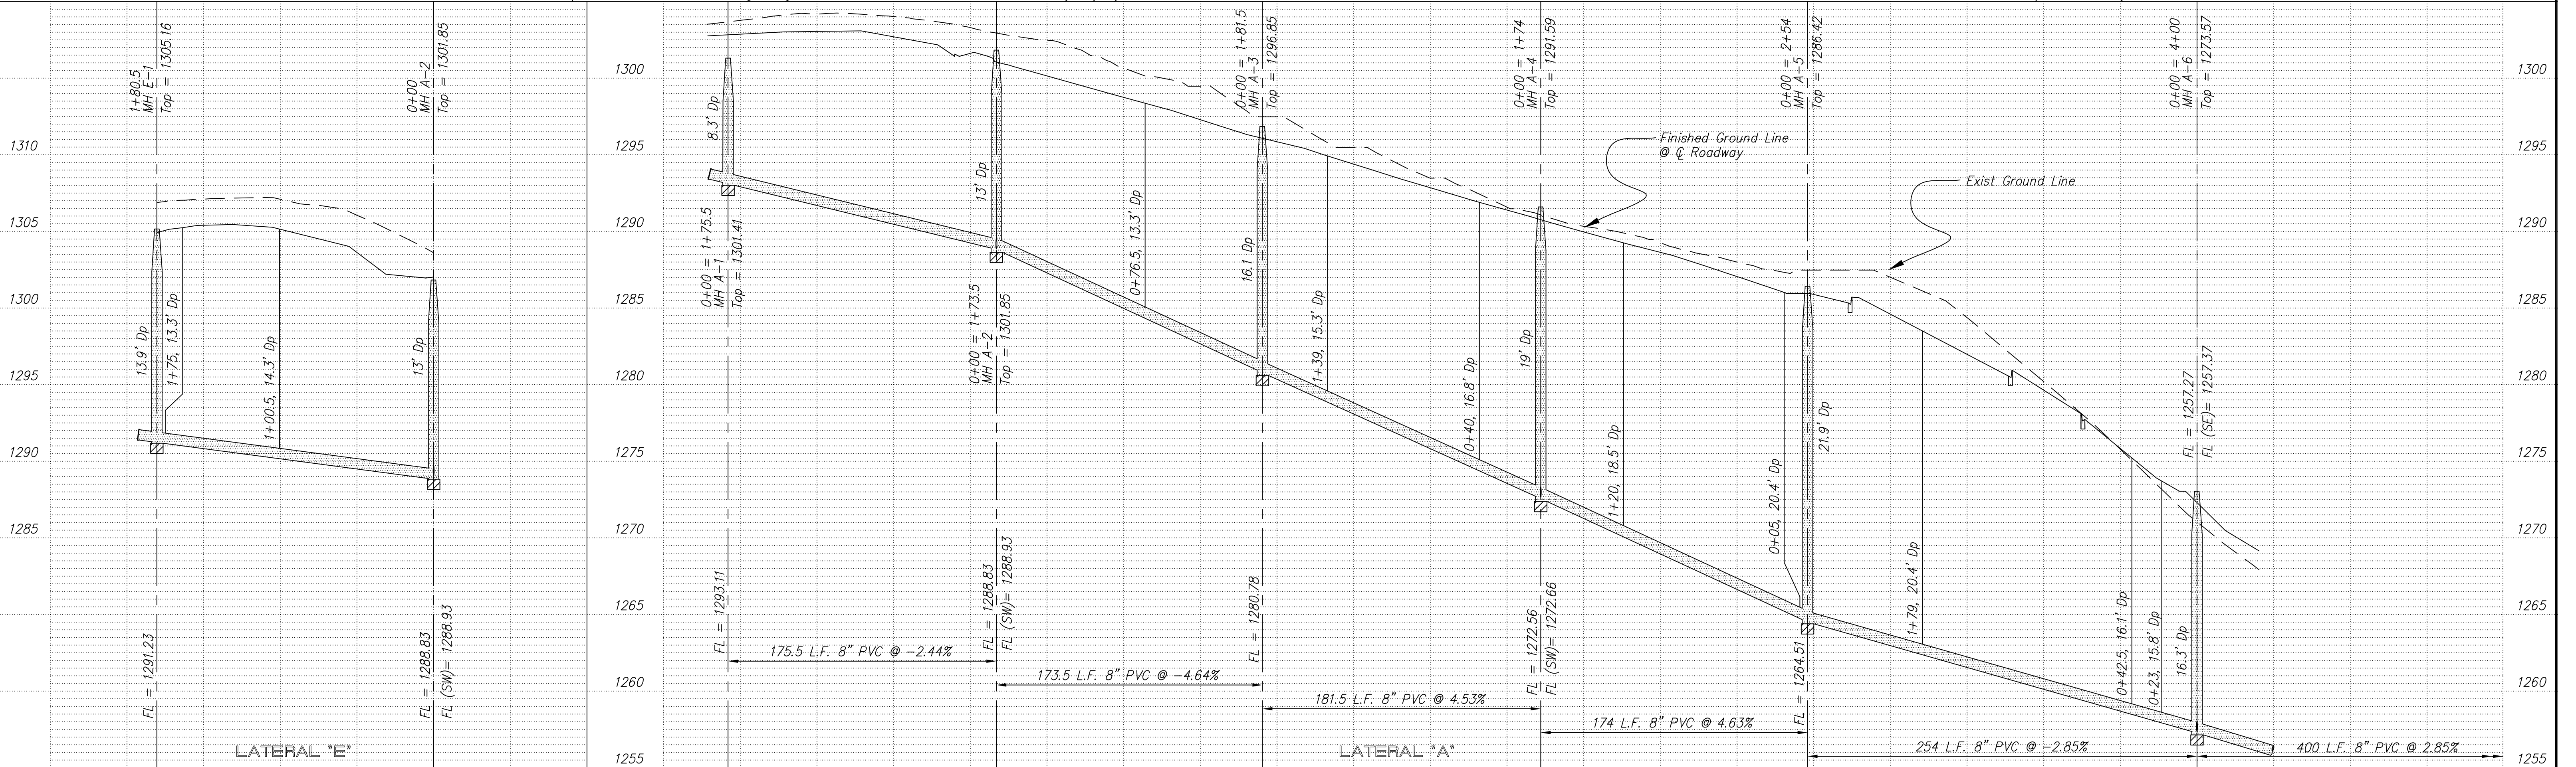 1310
1305
1300
1295
1290
1285
1+80.5
MH E-1
Top = 1305.16
0+00
MH A-2
Top = 1301.85
13.9' Dp
1+75, 13.3' Dp
1+00.5, 14.3' Dp
13' Dp
FL = 1291.23
FL = 1288.83
FL (SW)= 1288.93
LATERAL "E"
1300
1295
1290
1285
1280
1275
1270
1265
1260
1255
8.3' Dp
0+00 = 1+75.5
MH A-1
Top = 1301.41
FL = 1293.11
13' Dp
0+00 = 1+73.5
MH A-2
Top = 1301.85
FL = 1288.83
FL (SW)= 1288.93
0+76.5, 13.3' Dp
0+00 = 1+81.5
MH A-3
Top = 1296.85
16.1 Dp
FL = 1280.78
1+39, 15.3' Dp
0+40, 16.8' Dp
0+00 = 1+74
MH A-4
Top = 1291.59
19' Dp
FL = 1272.56
FL (SW)= 1272.66
1+20, 18.5' Dp
Finished Ground Line
@ ℄ Roadway
Exist Ground Line
0+05, 20.4' Dp
0+00 = 2+54
MH A-5
Top = 1286.42
21.9' Dp
FL = 1264.51
1+79, 20.4' Dp
0+42.5, 16.1' Dp
0+23, 15.8' Dp
16.3' Dp
0+00 = 4+00
MH A-6
Top = 1273.57
FL = 1257.27
FL (SE)= 1257.37
175.5 L.F. 8" PVC @ -2.44%
173.5 L.F. 8" PVC @ -4.64%
181.5 L.F. 8" PVC @ 4.53%
174 L.F. 8" PVC @ 4.63%
254 L.F. 8" PVC @ -2.85%
400 L.F. 8" PVC @ 2.85%
LATERAL "A"
1300
1295
1290
1285
1280
1275
1270
1265
1260
1255